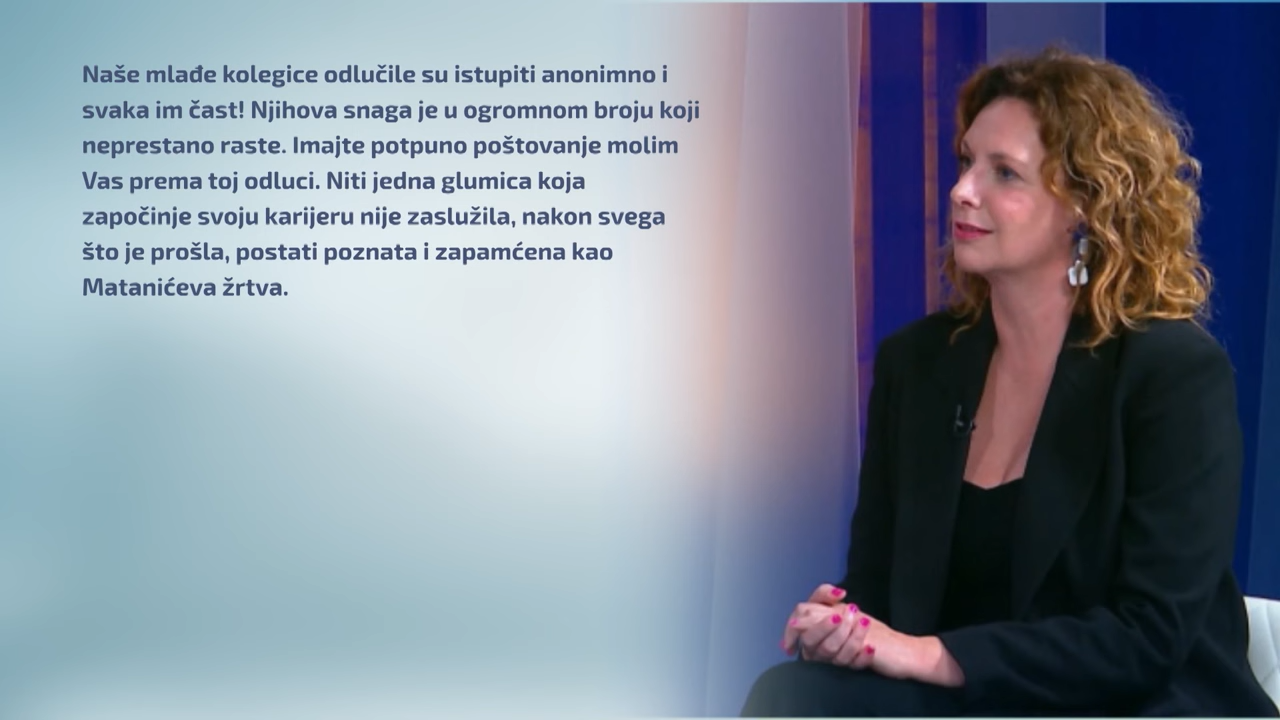 Naše mlađe kolegice odlučile su istupiti anonimno i
svaka im čast! Njihova snaga je u ogromnom broju koji
neprestano raste. Imajte potpuno poštovanje molim
Vas prema toj odluci. Niti jedna glumica koja
započinje svoju karijeru nije zaslužila, nakon svega
što je prošla, postati poznata i zapamćena kao
Matanićeva žrtva.